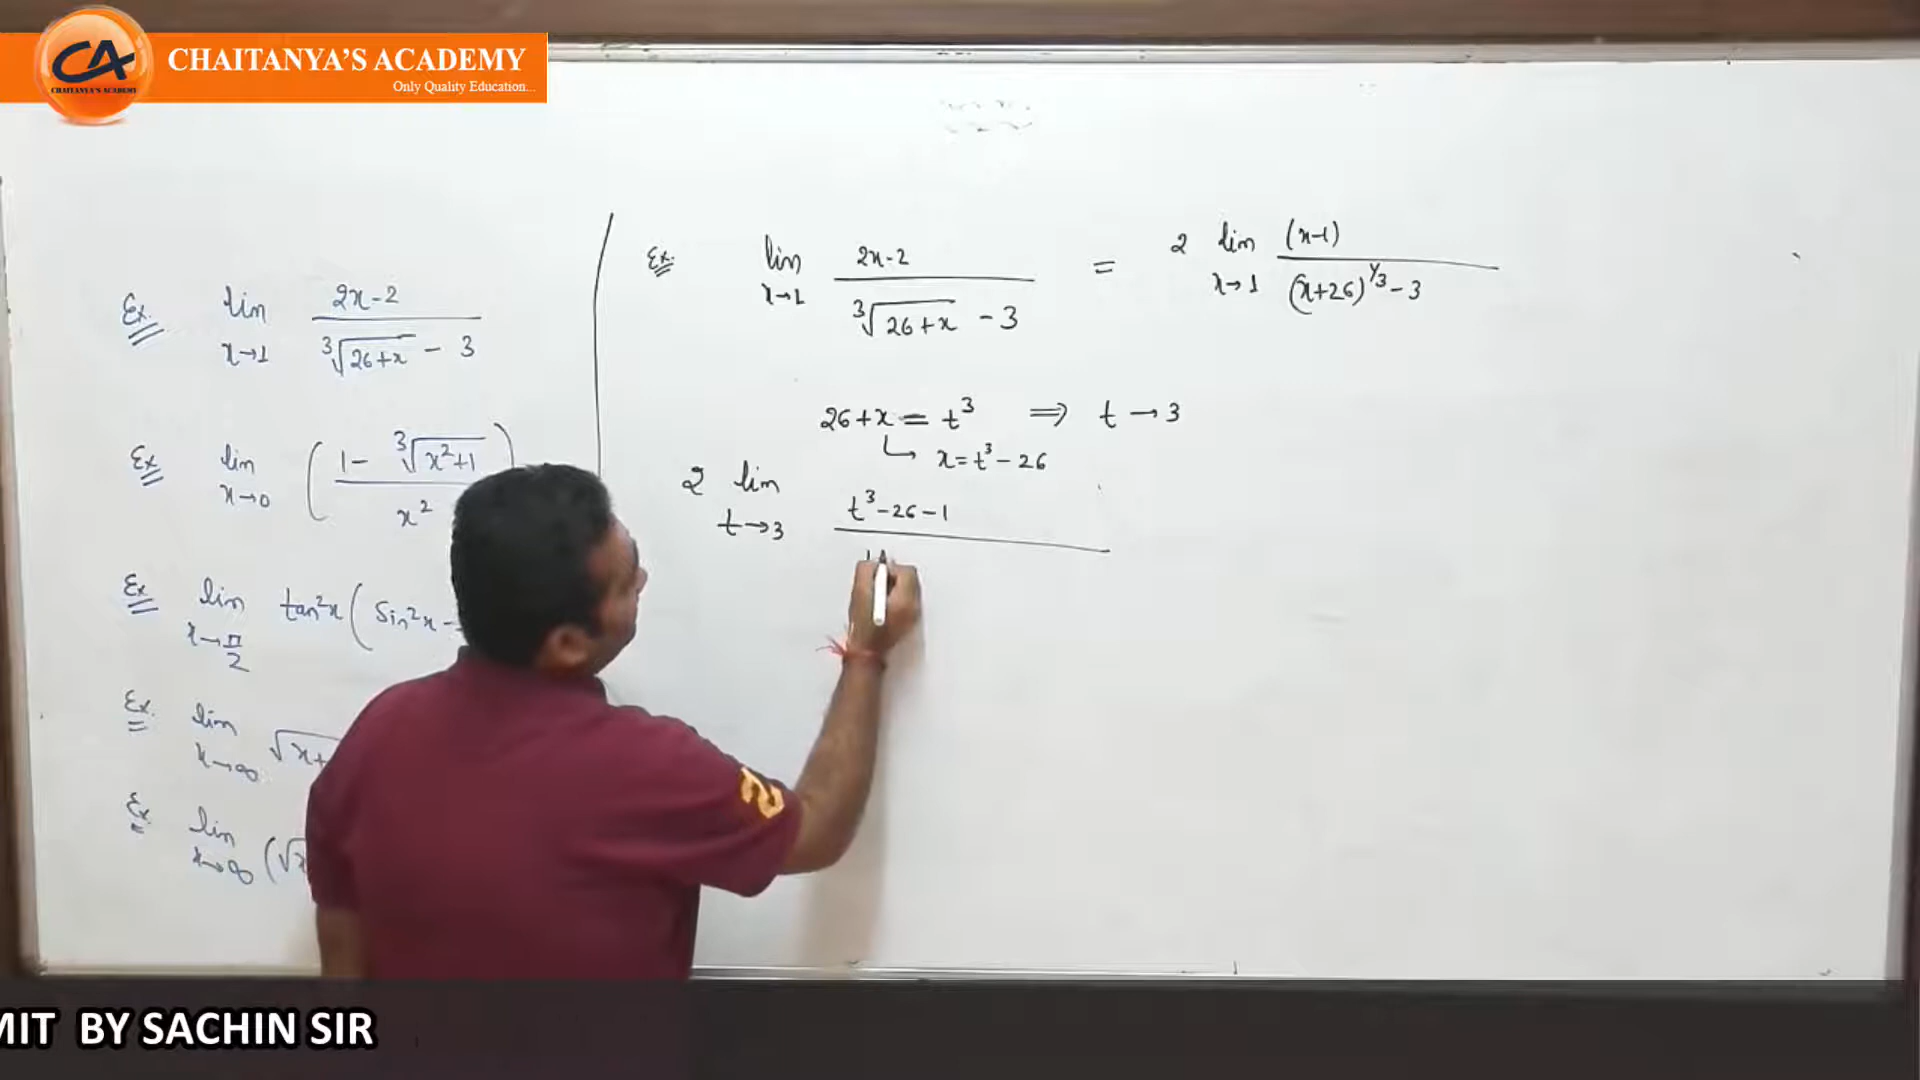 CHAITANYA'S ACADEMY
Only Quality Education...
CA
CHAITANYA'S ACADEMY
Ex. lim x→1 2x-2 / ∛(26+x) - 3
Ex lim x→0 ( 1 - ∛(x²+1) / x² )
Ex lim x→π/2 tan²x ( Sin²x -
Ex. lim x→∞ √x+
Ex lim x→∞ (√x
Ex. lim x→1 2x-2 / ∛(26+x) - 3 = 2 lim x→1 (x-1) / (x+26)^1/3 - 3
26+x = t³ ⟹ t → 3
↳ x = t³ - 26
2 lim t→3 t³ - 26 - 1
MIT BY SACHIN SIR